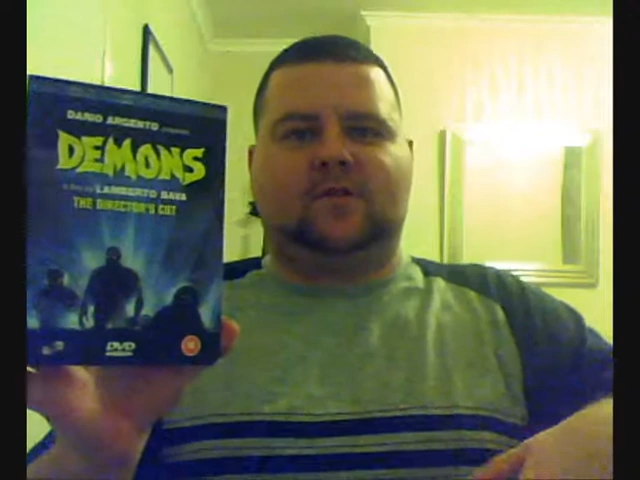 DARIO ARGENTO PRESENTS
DEMONS
A film by LAMBERTO BAVA
THE DIRECTOR'S CUT
DVD